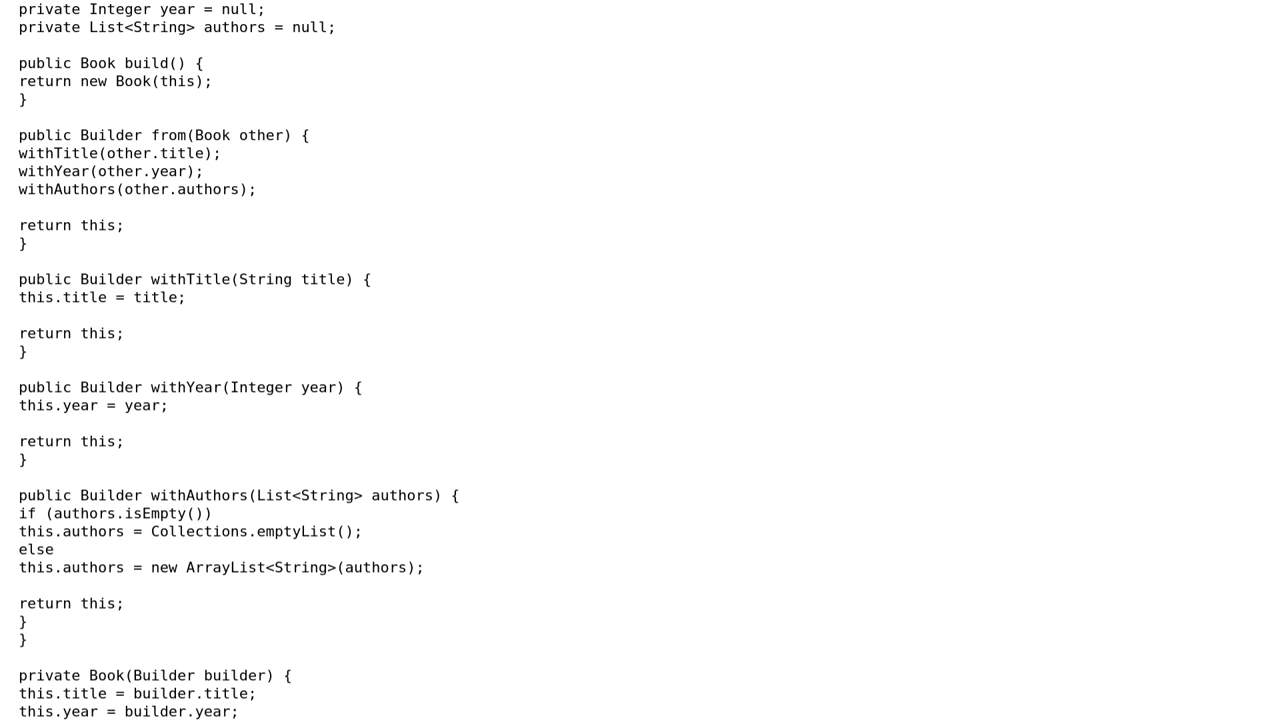 private Integer year = null;
private List<String> authors = null;

public Book build() {
return new Book(this);
}

public Builder from(Book other) {
withTitle(other.title);
withYear(other.year);
withAuthors(other.authors);

return this;
}

public Builder withTitle(String title) {
this.title = title;

return this;
}

public Builder withYear(Integer year) {
this.year = year;

return this;
}

public Builder withAuthors(List<String> authors) {
if (authors.isEmpty())
this.authors = Collections.emptyList();
else
this.authors = new ArrayList<String>(authors);

return this;
}
}

private Book(Builder builder) {
this.title = builder.title;
this.year = builder.year;